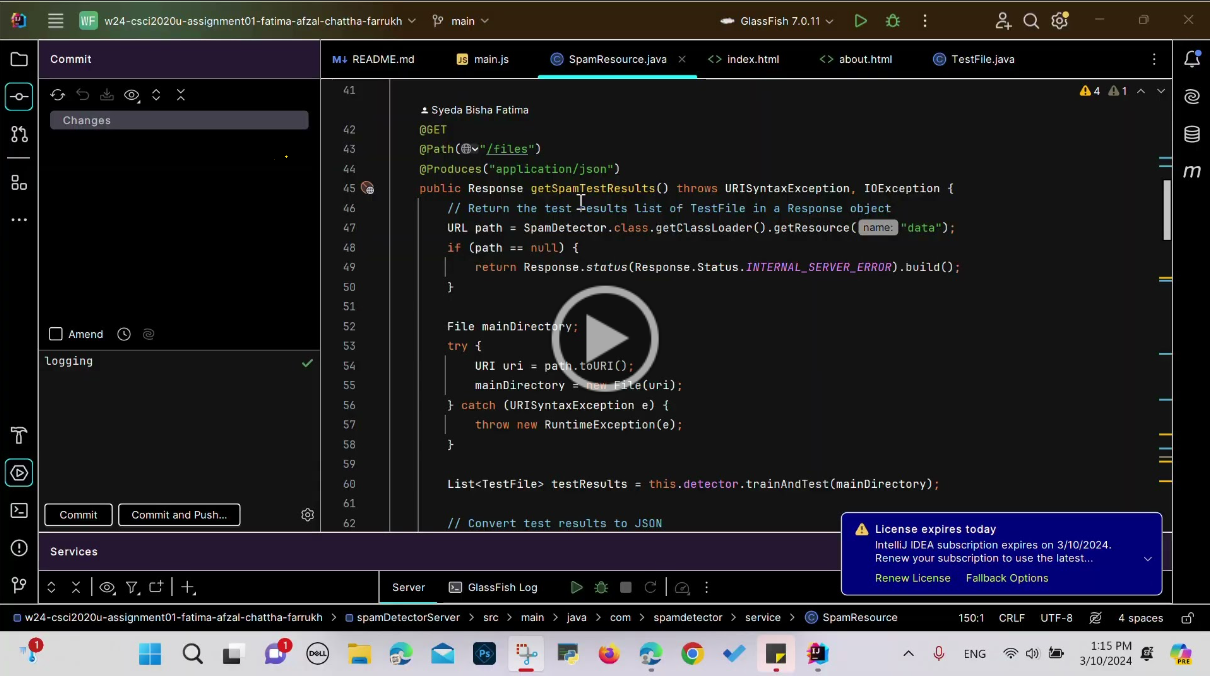 WF w24-csci2020u-assignment01-fatima-afzal-chattha-farrukh main GlassFish 7.0.11
Commit
M↓ README.md JS main.js SpamResource.java index.html about.html TestFile.java
Changes
Amend
logging
Commit Commit and Push...
41
Syeda Bisha Fatima
42 @GET
43 @Path("/files")
44 @Produces("application/json")
45 public Response getSpamTestResults() throws URISyntaxException, IOException {
46 // Return the test results list of TestFile in a Response object
47 URL path = SpamDetector.class.getClassLoader().getResource( name: "data");
48 if (path == null) {
49 return Response.status(Response.Status.INTERNAL_SERVER_ERROR).build();
50 }
51
52 File mainDirectory;
53 try {
54 URI uri = path.toURI();
55 mainDirectory = new File(uri);
56 } catch (URISyntaxException e) {
57 throw new RuntimeException(e);
58 }
59
60 List<TestFile> testResults = this.detector.trainAndTest(mainDirectory);
61
62 // Convert test results to JSON
4 1
m
License expires today
IntelliJ IDEA subscription expires on 3/10/2024.
Renew your subscription to use the latest...
Renew License Fallback Options
Services
Server GlassFish Log
w24-csci2020u-assignment01-fatima-afzal-chattha-farrukh > spamDetectorServer > src > main > java > com > spamdetector > service > SpamResource 150:1 CRLF UTF-8 4 spaces
1 1 DELL Ps ENG 1:15 PM
3/10/2024 PRE